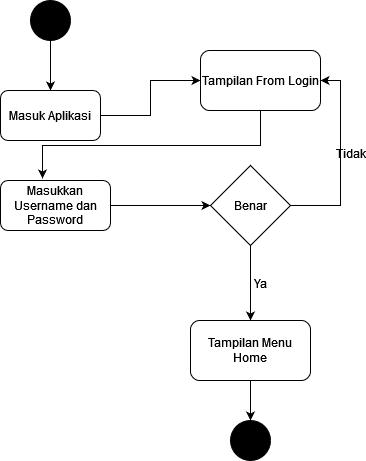 Tampilan From Login
Masuk Aplikasi
Tidak
Masukkan
Username dan
Password
Benar
Ya
Tampilan Menu
Home